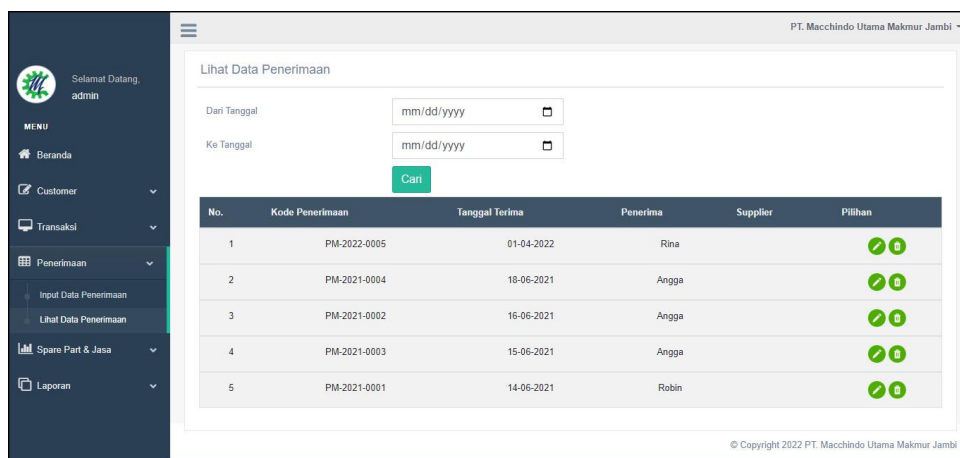 PT. Macchindo Utama Makmur Jambi
Selamat Datang,
admin
MENU
Beranda
Customer
Transaksi
Penerimaan
Input Data Penerimaan
Lihat Data Penerimaan
Spare Part & Jasa
Laporan
Lihat Data Penerimaan
Dari Tanggal mm/dd/yyyy
Ke Tanggal mm/dd/yyyy
Cari
No. Kode Penerimaan Tanggal Terima Penerima Supplier Pilihan
1 PM-2022-0005 01-04-2022 Rina
2 PM-2021-0004 18-06-2021 Angga
3 PM-2021-0002 16-06-2021 Angga
4 PM-2021-0003 15-06-2021 Angga
5 PM-2021-0001 14-06-2021 Robin
© Copyright 2022 PT. Macchindo Utama Makmur Jambi